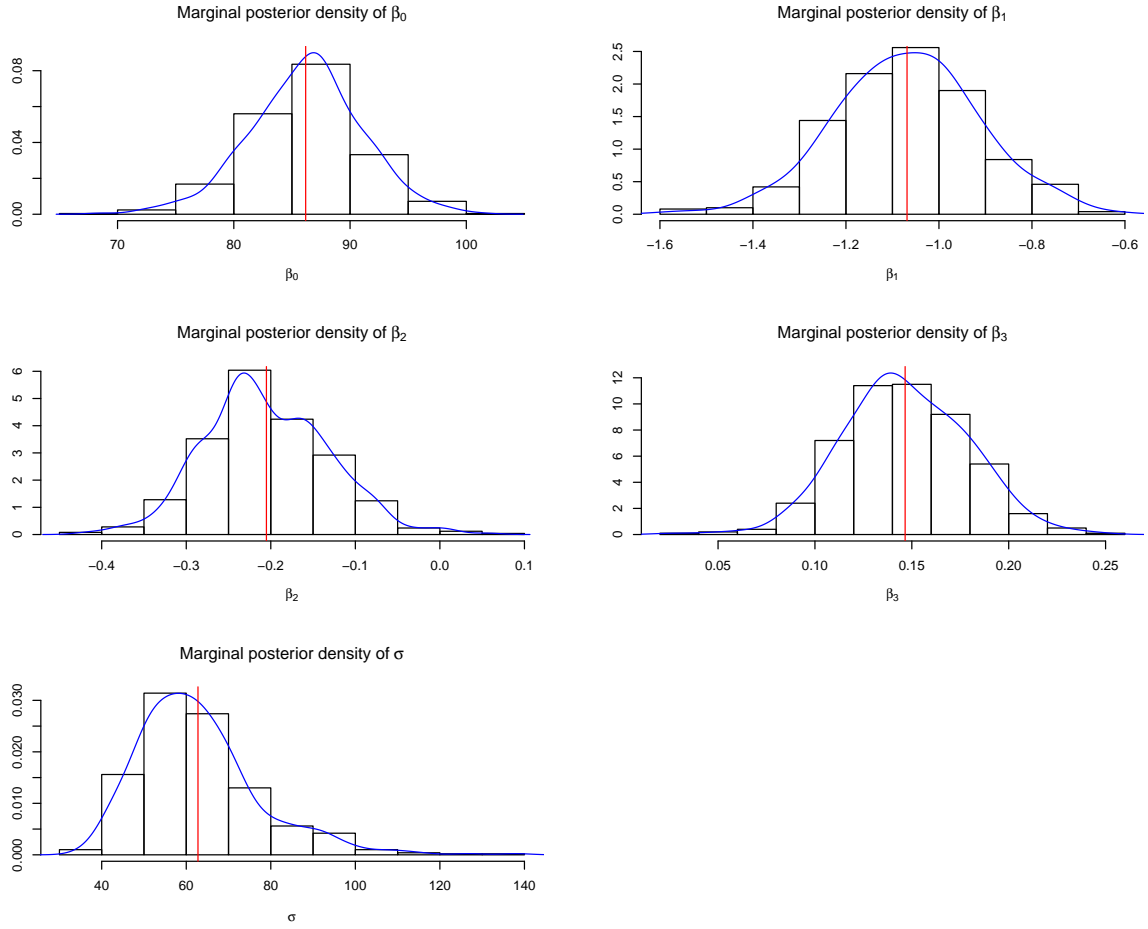 Marginal posterior density of β₀
0.00 0.04 0.08
70 80 90 100
β₀
Marginal posterior density of β₁
0.0 0.5 1.0 1.5 2.0 2.5
−1.6 −1.4 −1.2 −1.0 −0.8 −0.6
β₁
Marginal posterior density of β₂
0 1 2 3 4 5 6
−0.4 −0.3 −0.2 −0.1 0.0 0.1
β₂
Marginal posterior density of β₃
0 2 4 6 8 10 12
0.05 0.10 0.15 0.20 0.25
β₃
Marginal posterior density of σ
0.000 0.010 0.020 0.030
40 60 80 100 120 140
σ